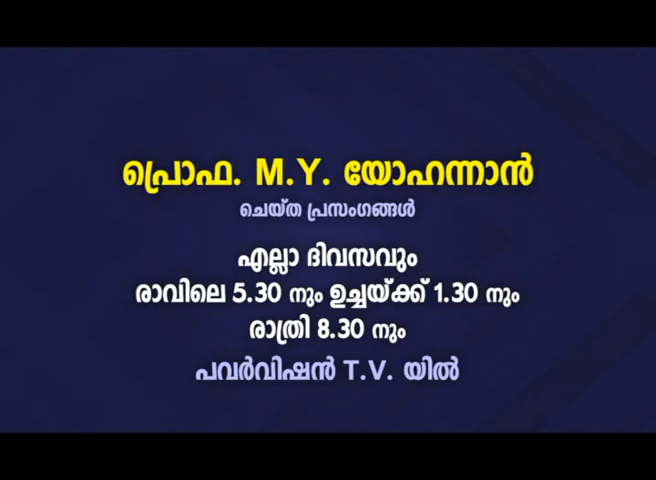 പ്രൊഫ. M.Y. യോഹന്നാൻ
ചെയ്ത പ്രസംഗങ്ങൾ
എല്ലാ ദിവസവും
രാവിലെ 5.30 നും ഉച്ചയ്ക്ക് 1.30 നും
രാത്രി 8.30 നും
പവർവിഷൻ T.V. യിൽ